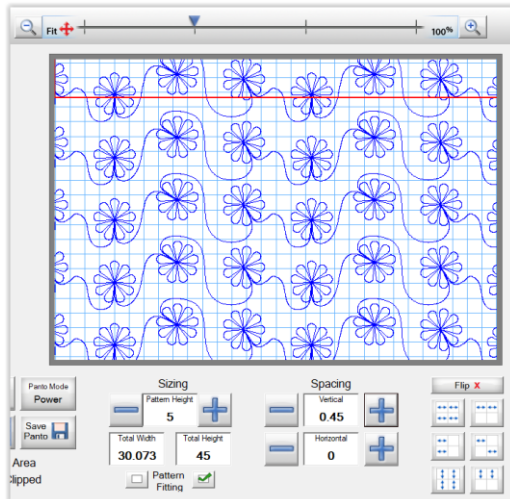 Fit
100%
Panto Mode
Power
Save
Panto
Area
lipped
Sizing
Pattern Height
5
Total Width
30.073
Total Height
45
Pattern
Fitting
Spacing
Vertical
0.45
Horizontal
0
Flip X